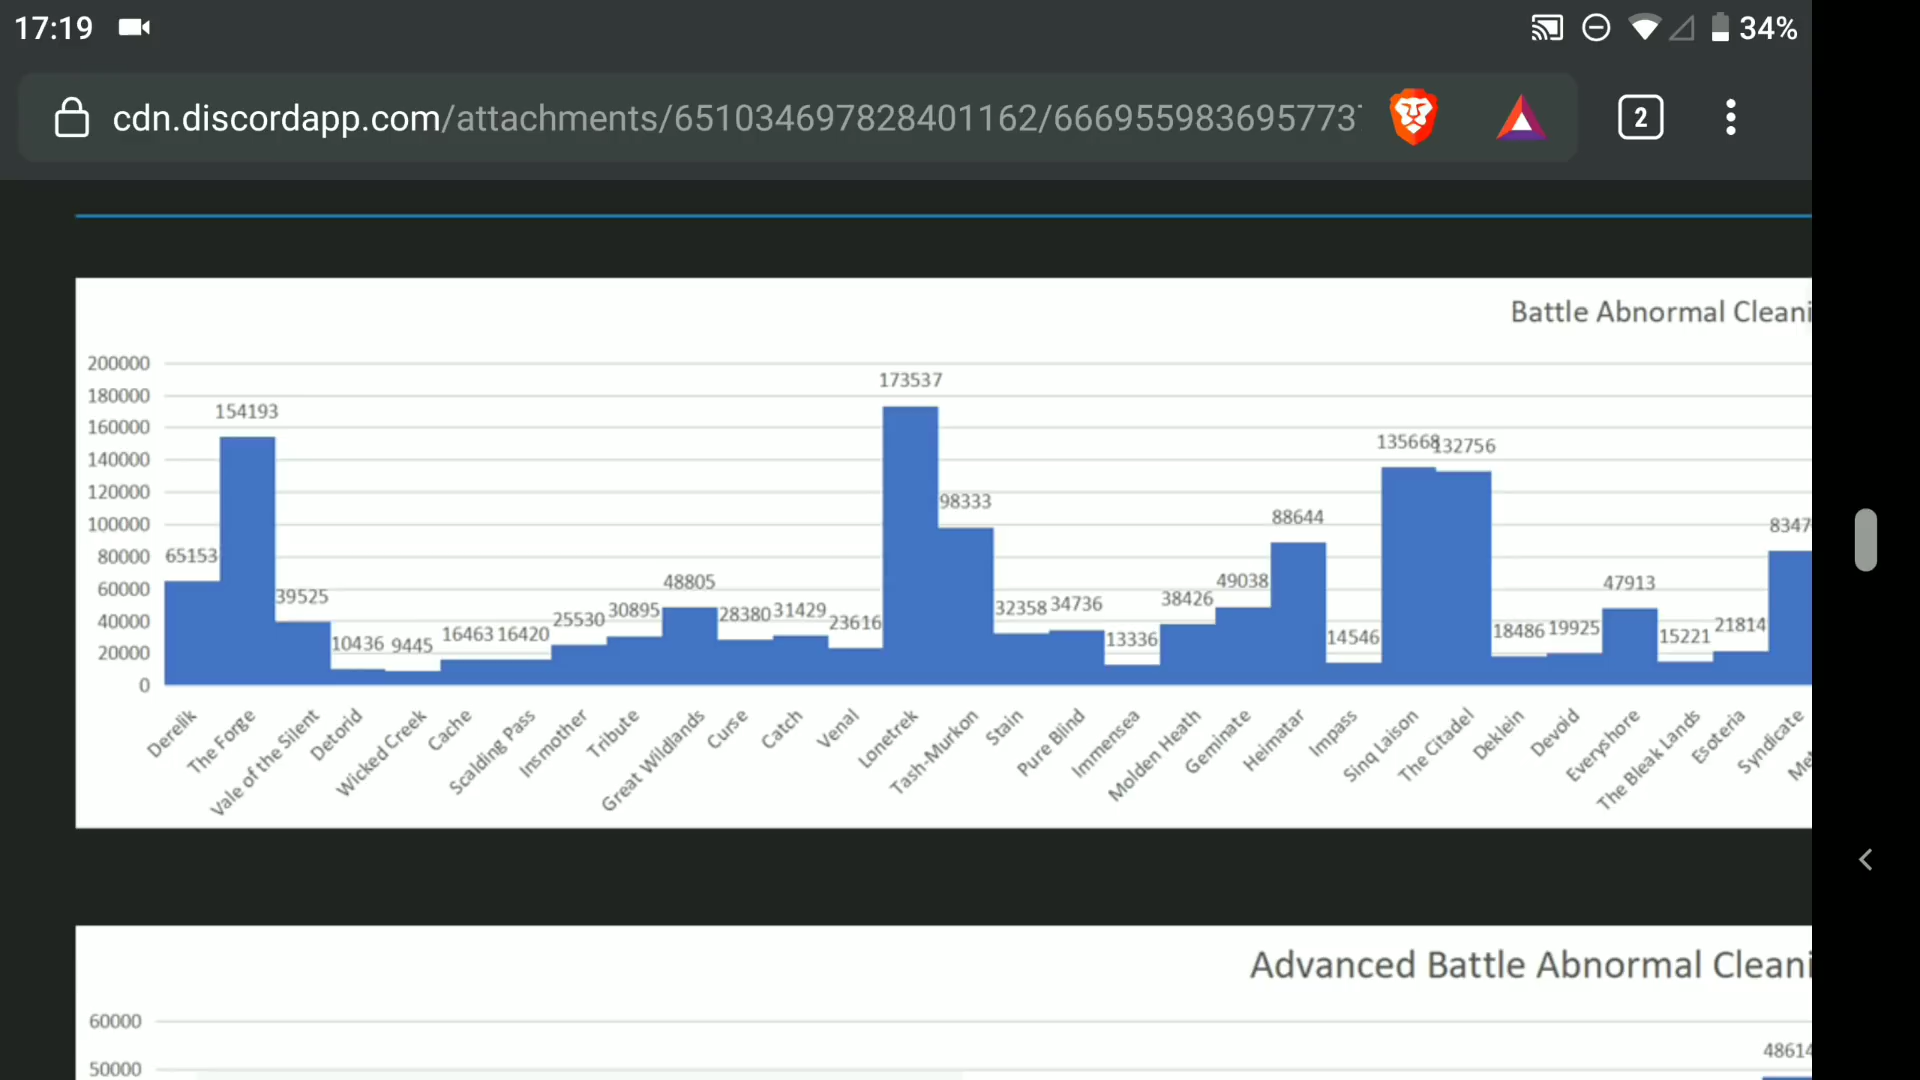 17:19 34%
cdn.discordapp.com/attachments/651034697828401162/666955983695773
2
Battle Abnormal Cleani
200000
180000
160000
140000
120000
100000
80000
60000
40000
20000
0
65153
154193
39525
10436
9445
16463
16420
25530
30895
48805
28380
31429
23616
173537
98333
32358
34736
13336
38426
49038
88644
14546
135668
132756
18486
19925
47913
15221
21814
8347
Derelik
The Forge
Vale of the Silent
Detorid
Wicked Creek
Cache
Scalding Pass
Insmother
Tribute
Great Wildlands
Curse
Catch
Venal
Lonetrek
Tash-Murkon
Stain
Pure Blind
Immensea
Molden Heath
Geminate
Heimatar
Impass
Sinq Laison
The Citadel
Deklein
Devoid
Everyshore
The Bleak Lands
Esoteria
Syndicate
Met
Advanced Battle Abnormal Cleani
60000
50000
48614